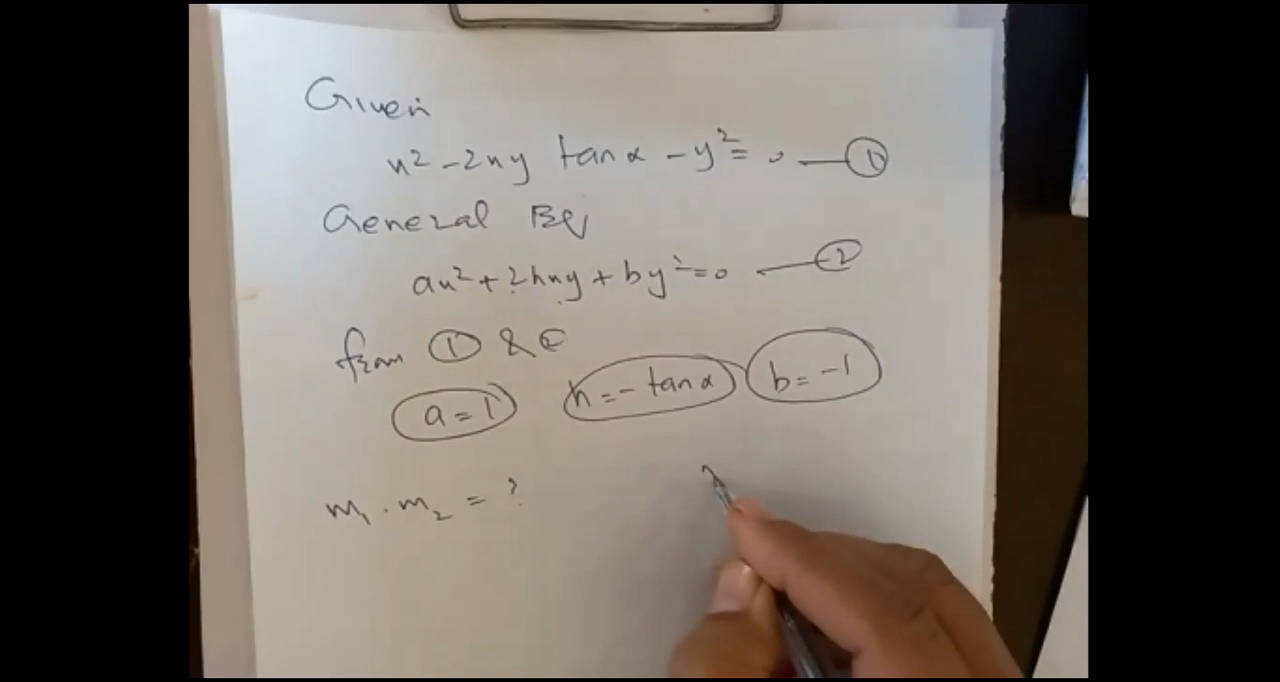 Given
x² - 2xy tan α - y² = 0 — ①
General Eq
ax² + 2hxy + by² = 0 — ②
from ① & ②
a = 1 h = - tan α b = -1
m₁ . m₂ = ?